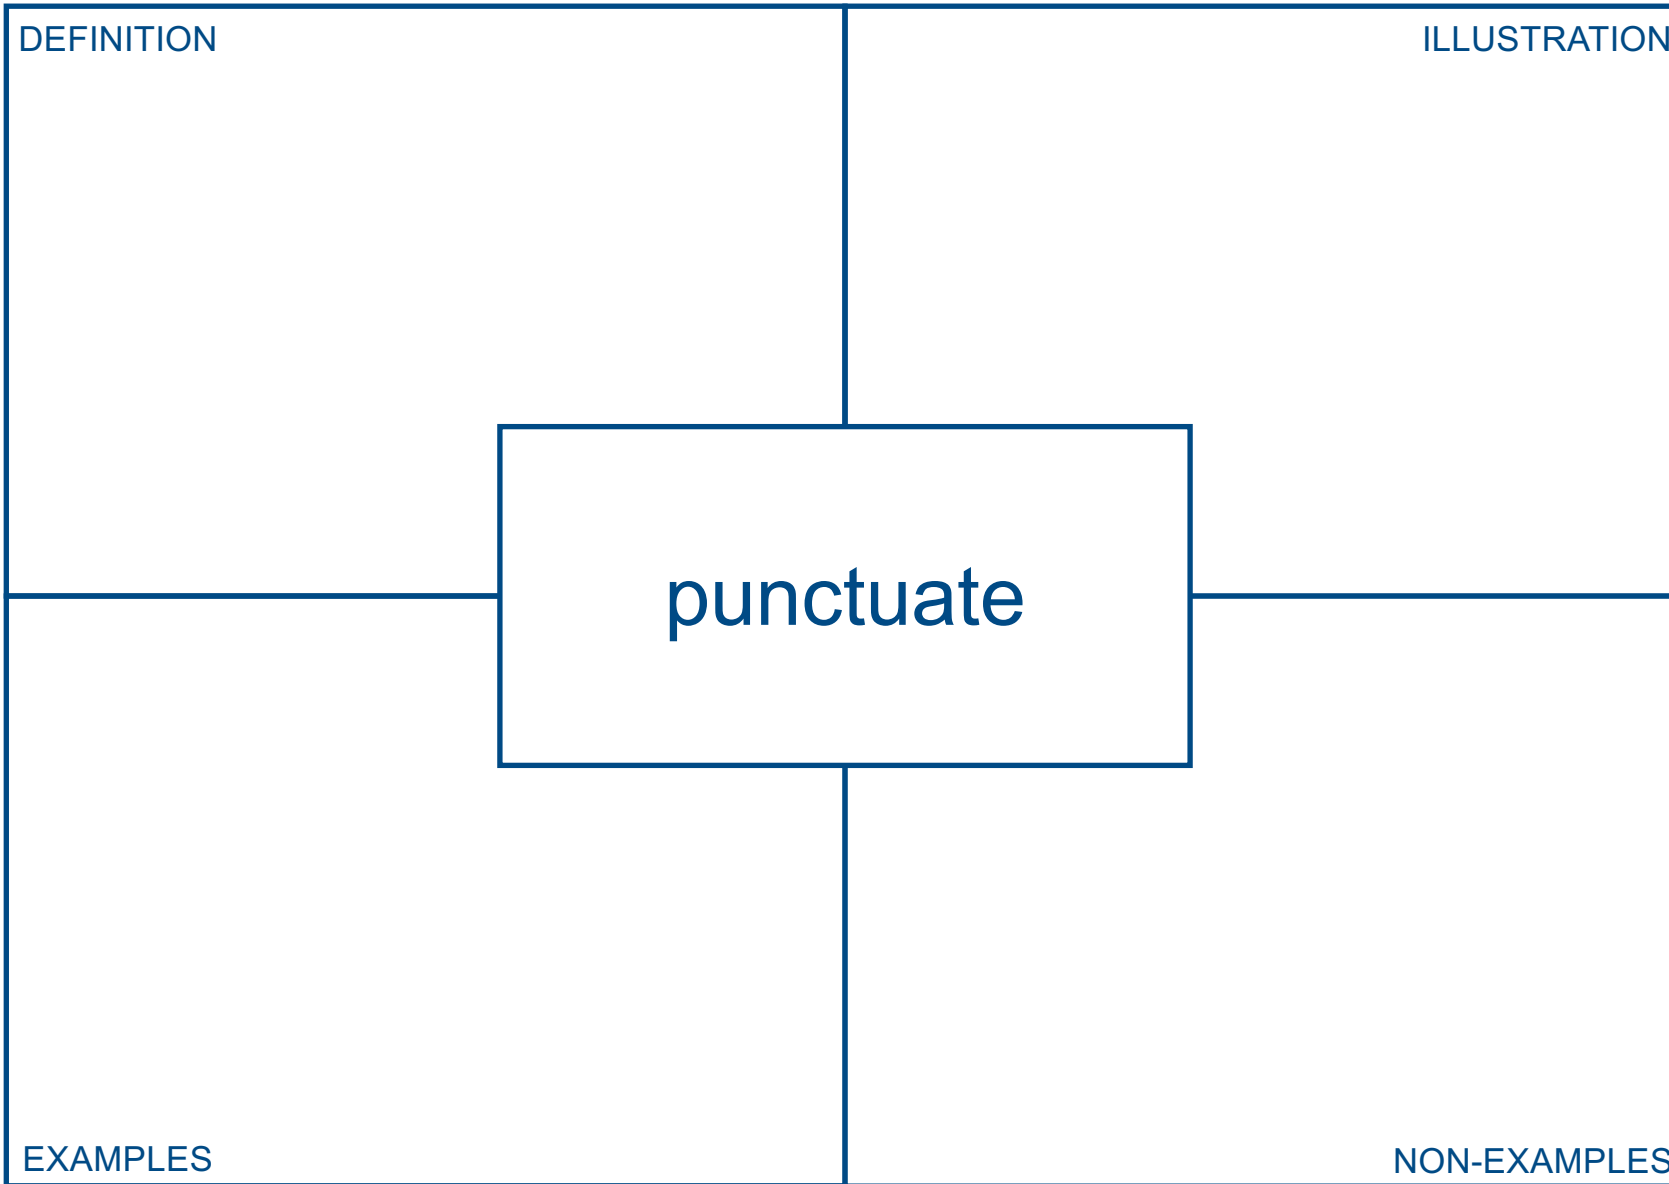 DEFINITION
ILLUSTRATION
punctuate
EXAMPLES
NON-EXAMPLES